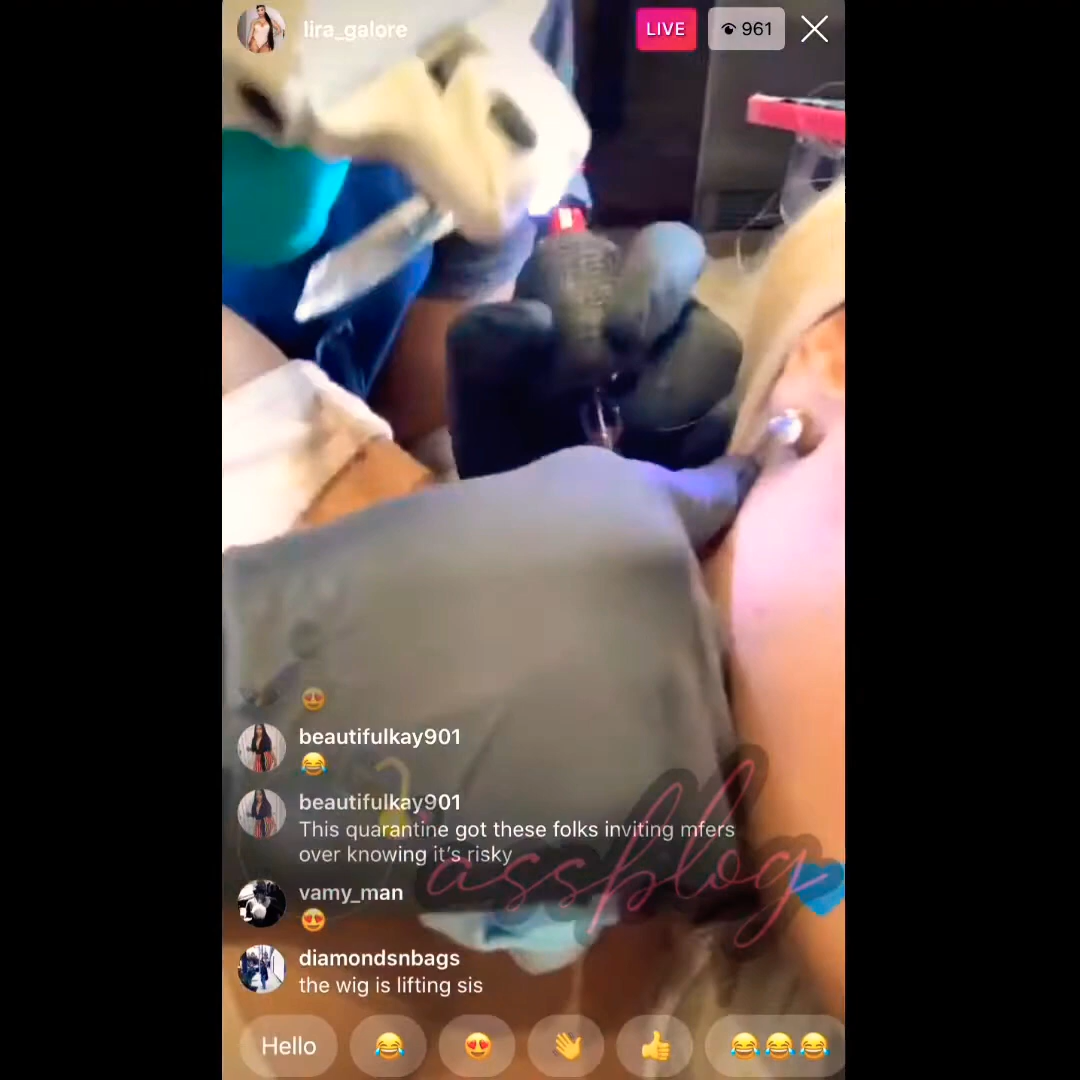 lira_galore
LIVE
961
beautifulkay901
beautifulkay901
This quarantine got these folks inviting mfers
over knowing it’s risky
assblog
vamy_man
diamondsnbags
the wig is lifting sis
Hello